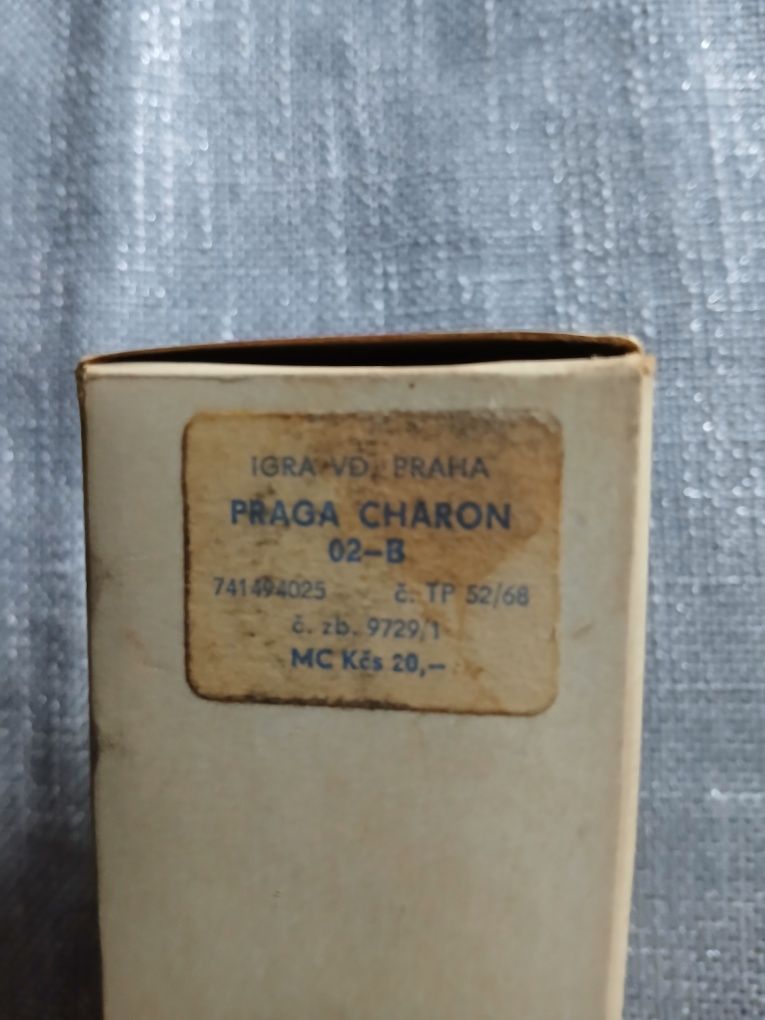 IGRA VD, PRAHA
PRAGA CHARON
02-B
741494025 č. TP 52/68
č. zb. 9729/1
MC Kčs 20,-